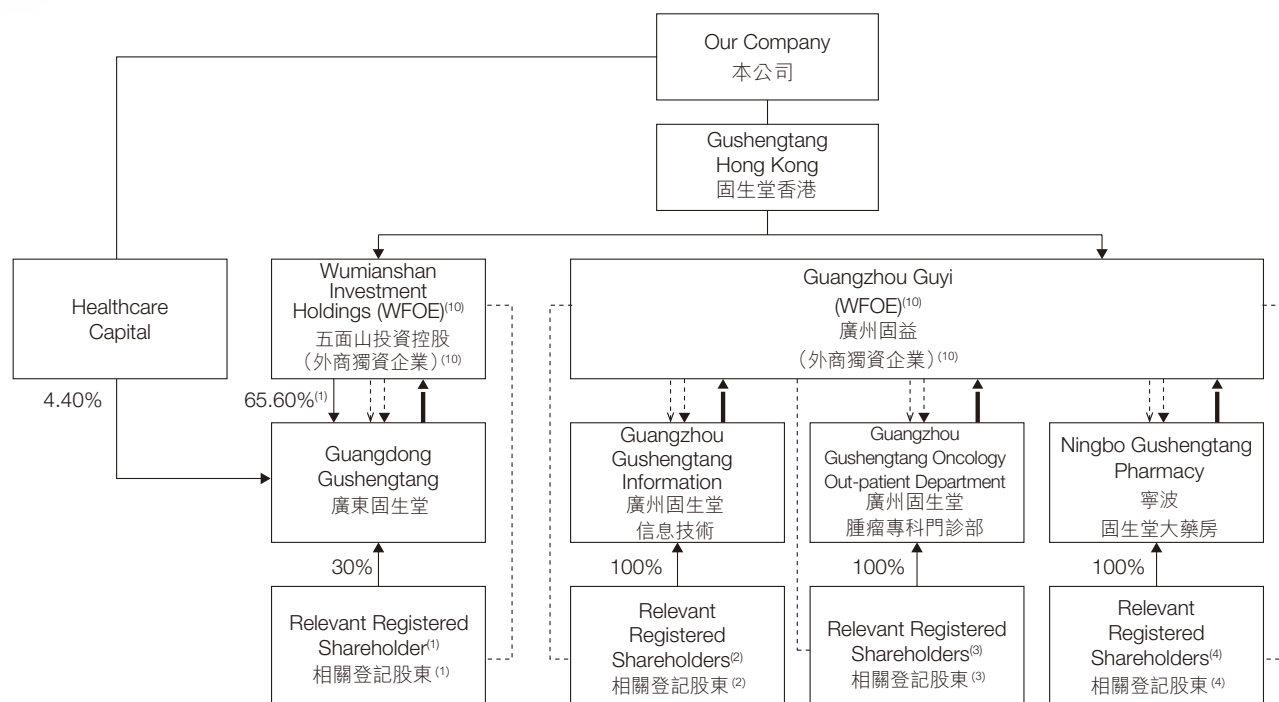 Our Company
本公司
Gushengtang
Hong Kong
固生堂香港
Healthcare
Capital
Wumianshan
Investment
Holdings (WFOE)(10)
五面山投資控股
（外商獨資企業）(10)
Guangzhou Guyi
(WFOE)(10)
廣州固益
（外商獨資企業）(10)
4.40%
65.60%(1)
Guangdong
Gushengtang
廣東固生堂
Guangzhou
Gushengtang
Information
廣州固生堂
信息技術
Guangzhou
Gushengtang Oncology
Out-patient Department
廣州固生堂
腫瘤專科門診部
Ningbo Gushengtang
Pharmacy
寧波
固生堂大藥房
30%
100%
100%
100%
Relevant Registered
Shareholder(1)
相關登記股東(1)
Relevant
Registered
Shareholders(2)
相關登記股東(2)
Relevant Registered
Shareholders(3)
相關登記股東(3)
Relevant
Registered
Shareholders(4)
相關登記股東(4)